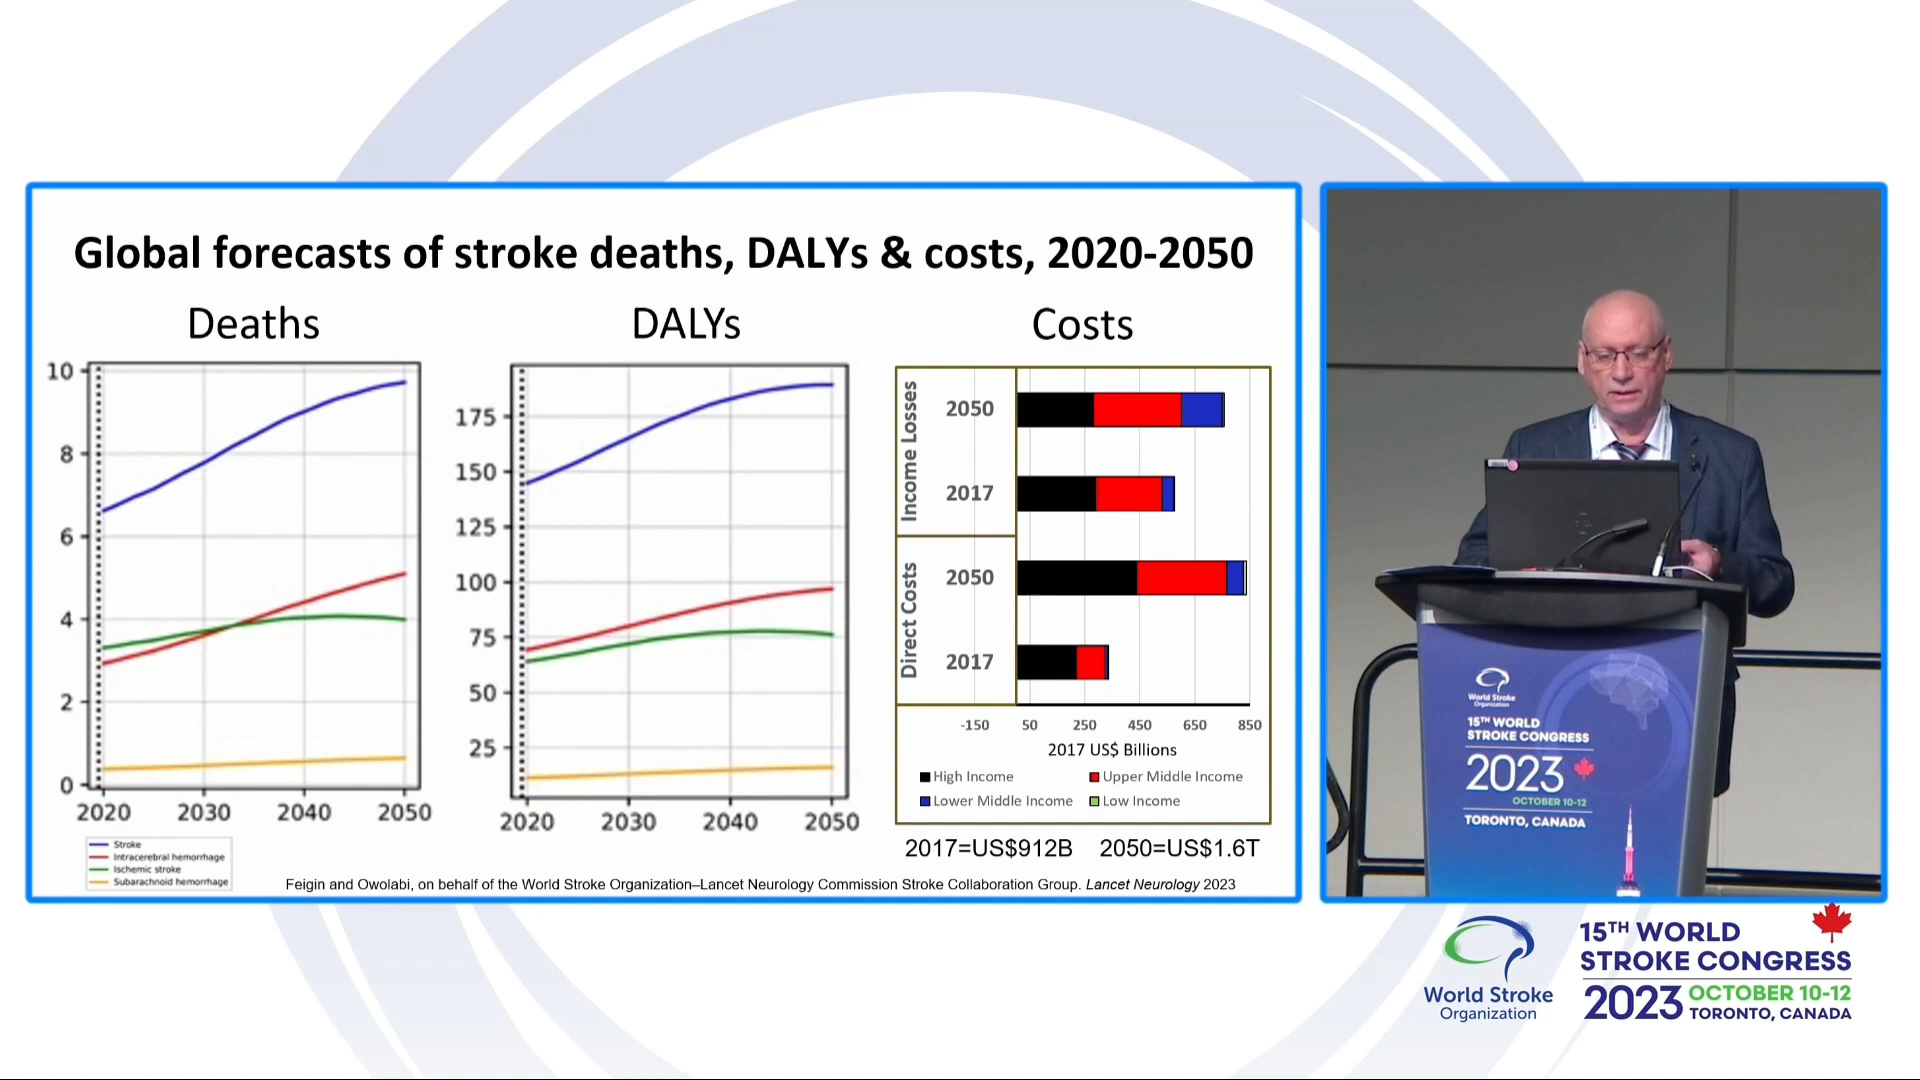 Global forecasts of stroke deaths, DALYs & costs, 2020-2050
Deaths
10
8
6
4
2
0
2020 2030 2040 2050
Stroke
Intracerebral hemorrhage
Ischemic stroke
Subarachnoid hemorrhage
DALYs
175
150
125
100
75
50
25
2020 2030 2040 2050
Costs
Income Losses
2050
2017
Direct Costs
2050
2017
-150 50 250 450 650 850
2017 US$ Billions
High Income Upper Middle Income
Lower Middle Income Low Income
2017=US$912B 2050=US$1.6T
Feigin and Owolabi, on behalf of the World Stroke Organization–Lancet Neurology Commission Stroke Collaboration Group. Lancet Neurology 2023
World Stroke
Organization
15TH WORLD
STROKE CONGRESS
2023
OCTOBER 10-12
TORONTO, CANADA
World Stroke
Organization
15TH WORLD
STROKE CONGRESS
2023 OCTOBER 10-12
TORONTO, CANADA